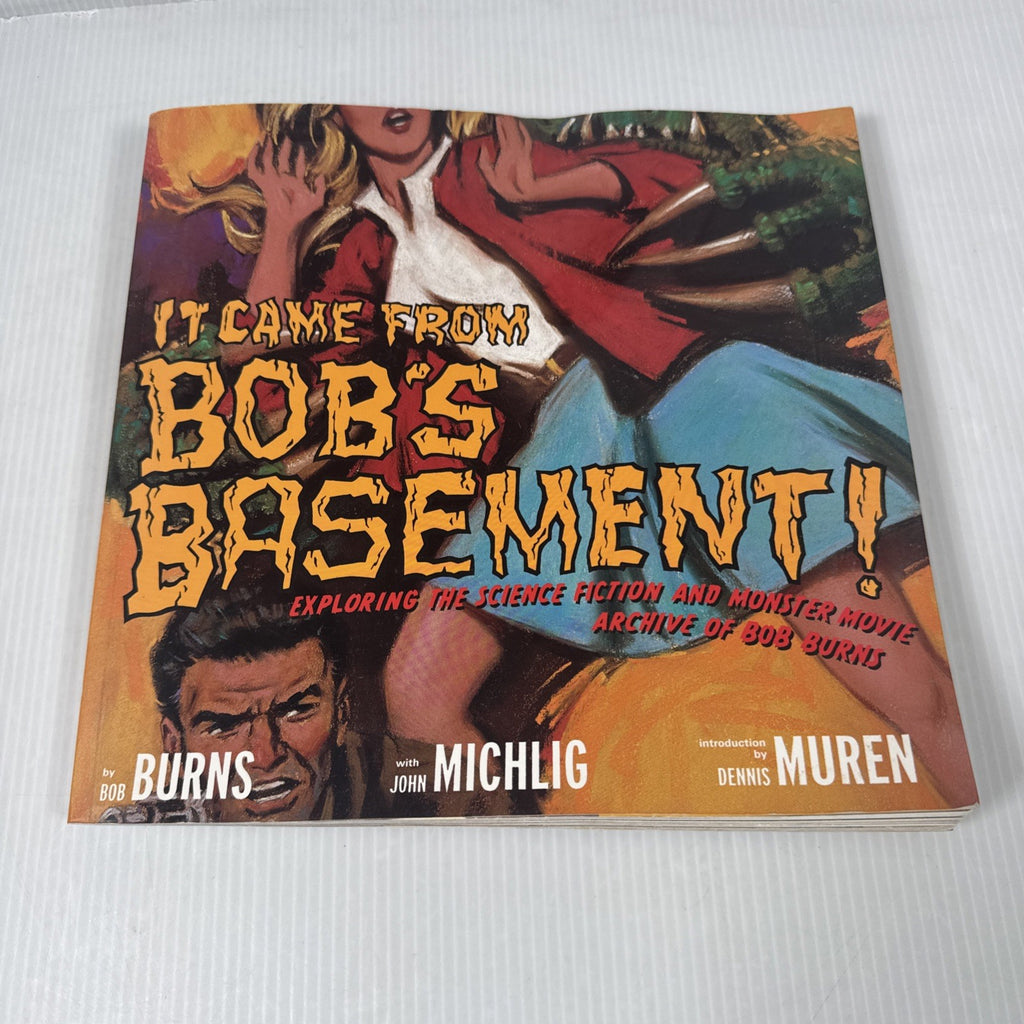 IT CAME FROM
BOB'S
BASEMENT!
EXPLORING THE SCIENCE FICTION AND MONSTER MOVIE
ARCHIVE OF BOB BURNS
by
BOB BURNS
with
JOHN MICHLIG
introduction
by
DENNIS MUREN